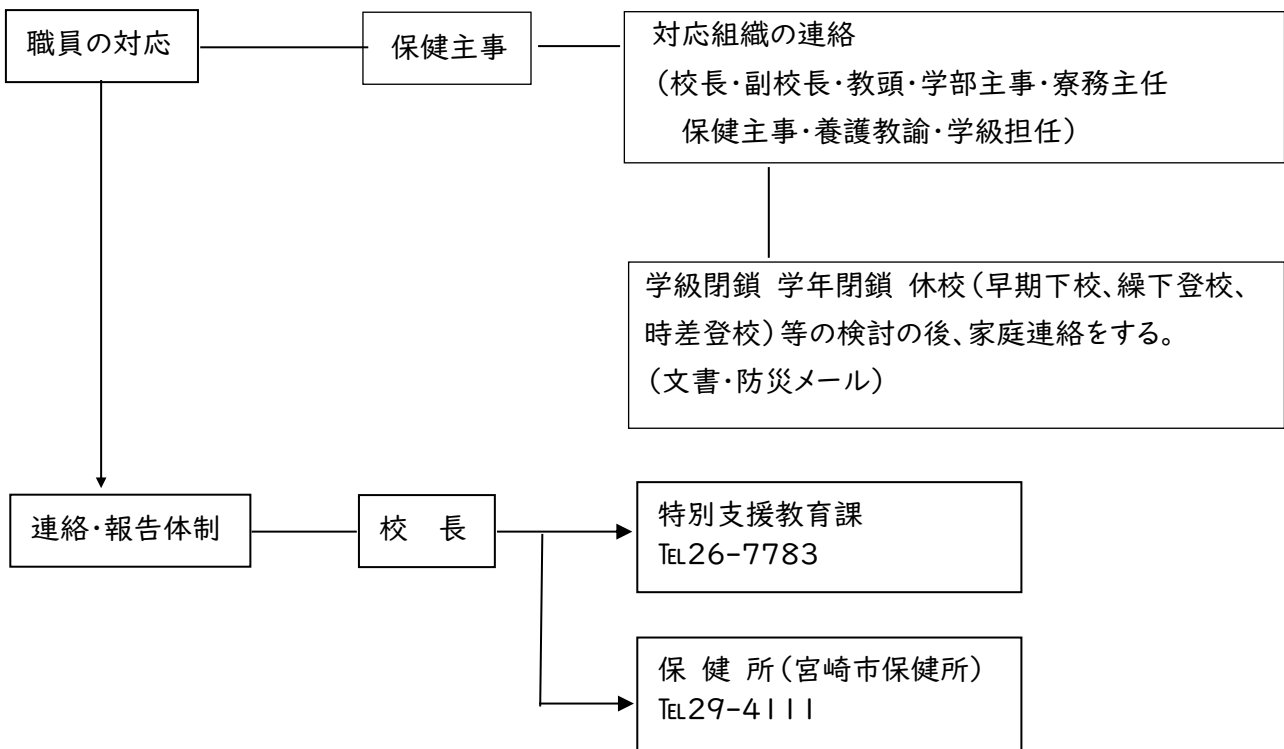 職員の対応
保健主事
対応組織の連絡
(校長・副校長・教頭・学部主事・寮務主任
保健主事・養護教諭・学級担任)
学級閉鎖 学年閉鎖 休校(早期下校、繰下登校、
時差登校)等の検討の後、家庭連絡をする。
(文書・防災メール)
連絡・報告体制
校 長
特別支援教育課
℡26-7783
保 健 所(宮崎市保健所)
℡29-4111